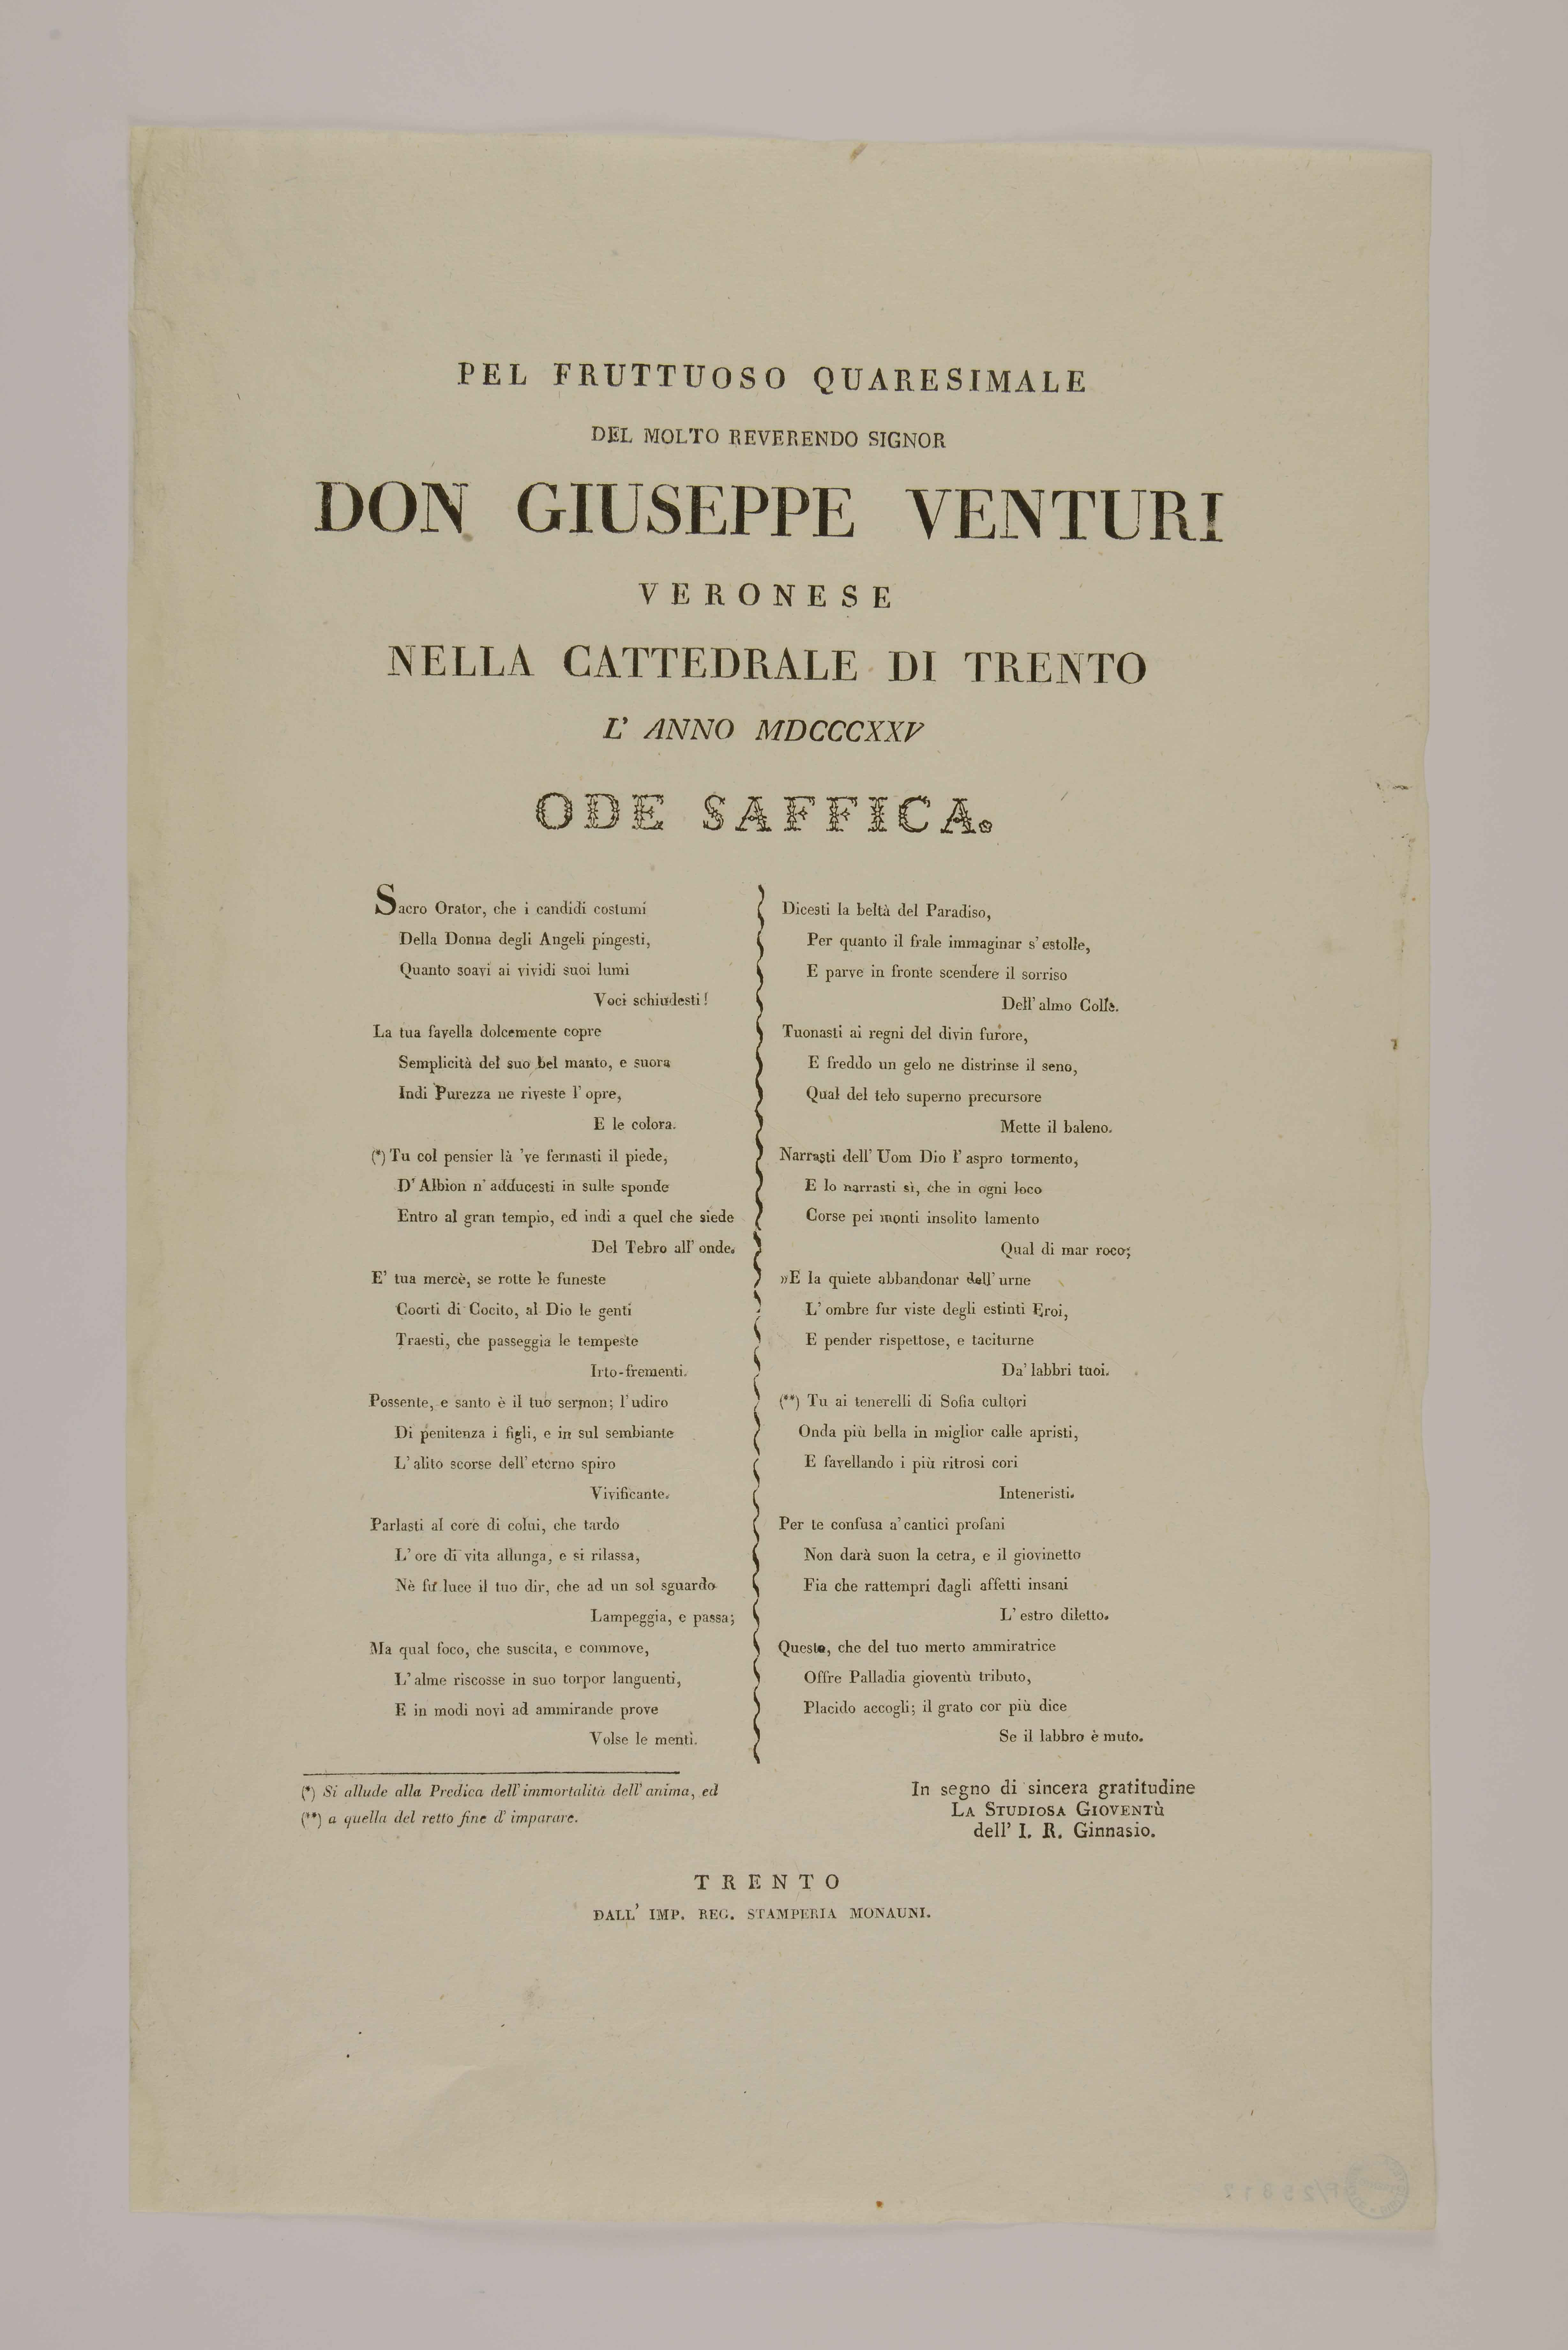 PEL FRUTTUOSO QUARESIMALE
DEL MOLTO REVERENDO SIGNOR
DON GIUSEPPE VENTURI
VERONESE
NELLA CATTEDRALE DI TRENTO
L' ANNO MDCCCXXV
ODE SAFFICA.
Sacro Orator, che i candidi costumi
Della Donna degli Angeli pingesti,
Quanto soavi ai vividi suoi lumi
Voci schiudesti!
La tua favella dolcemente copre
Semplicità del suo bel manto, e suora
Indi Purezza ne riveste l' opre,
E le colora.
(*) Tu col pensier là 've fermasti il piede,
D' Albion n' adducesti in sulle sponde
Entro al gran tempio, ed indi a quel che siede
Del Tebro all' onde.
E' tua mercè, se rotte le funeste
Coorti di Cocito, al Dio le genti
Traesti, che passeggia le tempeste
Irto-frementi.
Possente, e santo è il tuo sermon; l' udiro
Di penitenza i figli, e in sul sembiante
L' alito scorse dell' eterno spiro
Vivificante.
Parlasti al core di colui, che tardo
L' ore di vita allunga, e si rilassa,
Nè fu luce il tuo dir, che ad un sol sguardo
Lampeggia, e passa;
Ma qual foco, che suscita, e commove,
L' alme riscosse in suo torpor languenti,
E in modi novi ad ammirande prove
Volse le menti.
Dicesti la beltà del Paradiso,
Per quanto il frale immaginar s' estolle,
E parve in fronte scendere il sorriso
Dell' almo Colle.
Tuonasti ai regni del divin furore,
E freddo un gelo ne distrinse il seno,
Qual del telo superno precursore
Mette il baleno.
Narrasti dell' Uom Dio l' aspro tormento,
E lo narrasti sì, che in ogni loco
Corse pei monti insolito lamento
Qual di mar roco;
»E la quiete abbandonar dell' urne
L' ombre fur viste degli estinti Eroi,
E pender rispettose, e taciturne
Da' labbri tuoi.
(**) Tu ai tenerelli di Sofia cultori
Onda più bella in miglior calle apristi,
E favellando i più ritrosi cori
Inteneristi.
Per te confusa a' cantici profani
Non darà suon la cetra, e il giovinetto
Fia che rattempri dagli affetti insani
L' estro diletto.
Queste, che del tuo merto ammiratrice
Offre Palladia gioventù tributo,
Placido accogli; il grato cor più dice
Se il labbro è muto.
(*) Si allude alla Predica dell' immortalità dell' anima, ed
(**) a quella del retto fine d' imparare.
In segno di sincera gratitudine
LA STUDIOSA GIOVENTÙ
dell' I. R. Ginnasio.
TRENTO
DALL' IMP. REG. STAMPERIA MONAUNI.